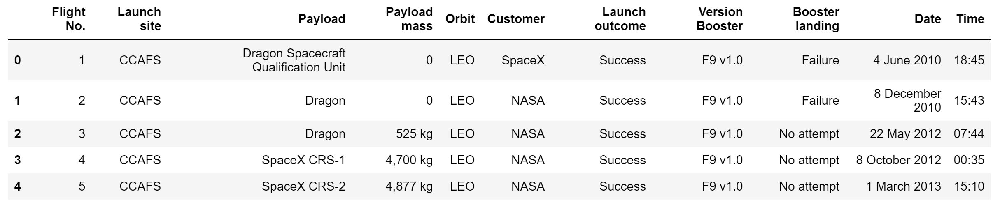 Flight No. Launch site Payload Payload mass Orbit Customer Launch outcome Version Booster Booster landing Date Time
0 1 CCAFS Dragon Spacecraft Qualification Unit 0 LEO SpaceX Success F9 v1.0 Failure 4 June 2010 18:45
1 2 CCAFS Dragon 0 LEO NASA Success F9 v1.0 Failure 8 December 2010 15:43
2 3 CCAFS Dragon 525 kg LEO NASA Success F9 v1.0 No attempt 22 May 2012 07:44
3 4 CCAFS SpaceX CRS-1 4,700 kg LEO NASA Success F9 v1.0 No attempt 8 October 2012 00:35
4 5 CCAFS SpaceX CRS-2 4,877 kg LEO NASA Success F9 v1.0 No attempt 1 March 2013 15:10